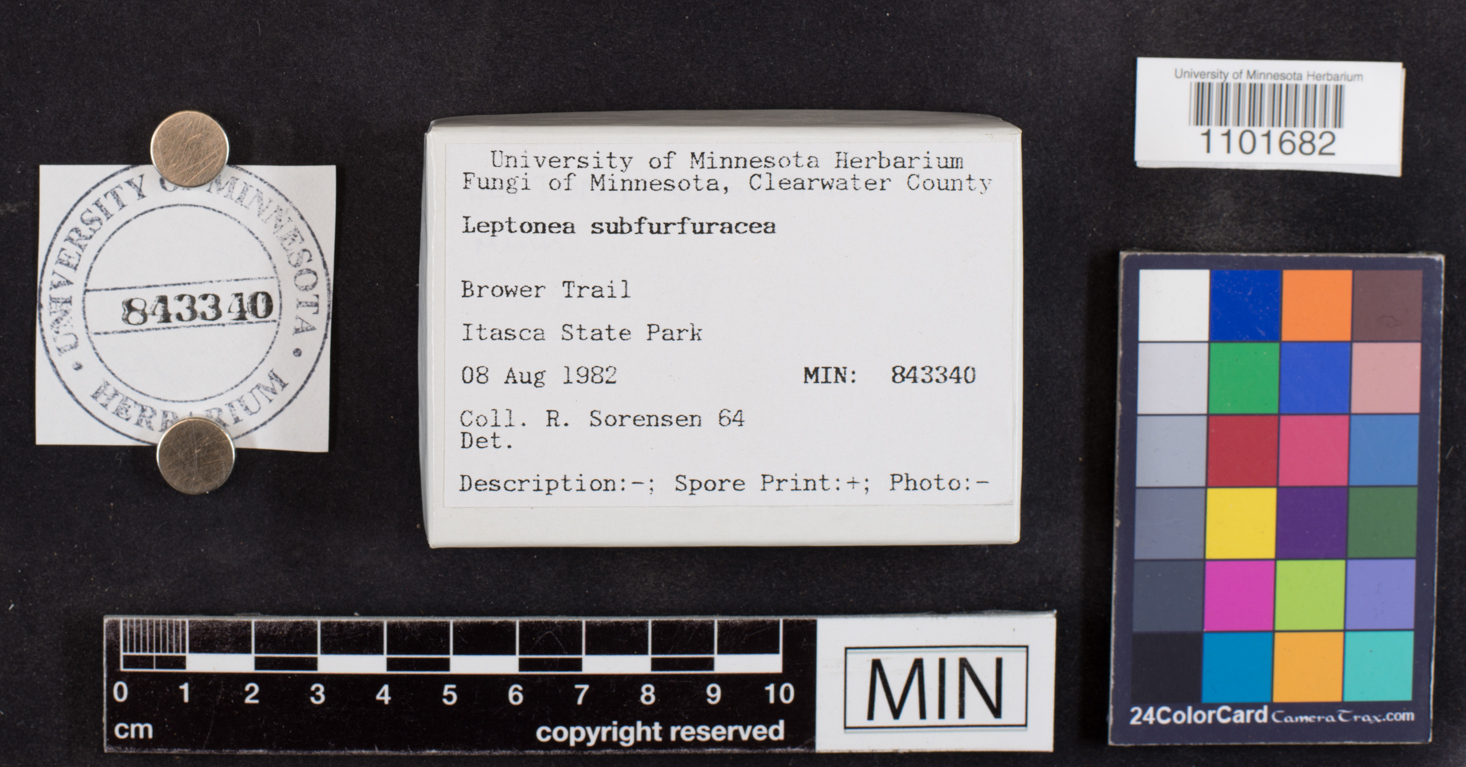 UNIVERSITY OF MINNESOTA
843340
HERBARIUM
University of Minnesota Herbarium
Fungi of Minnesota, Clearwater County
Leptonea subfurfuracea
Brower Trail
Itasca State Park
08 Aug 1982 MIN: 843340
Coll. R. Sorensen 64
Det.
Description:-; Spore Print:+; Photo:-
University of Minnesota Herbarium
1101682
0 1 2 3 4 5 6 7 8 9 10
cm copyright reserved
MIN
24ColorCard CameraTrax.com